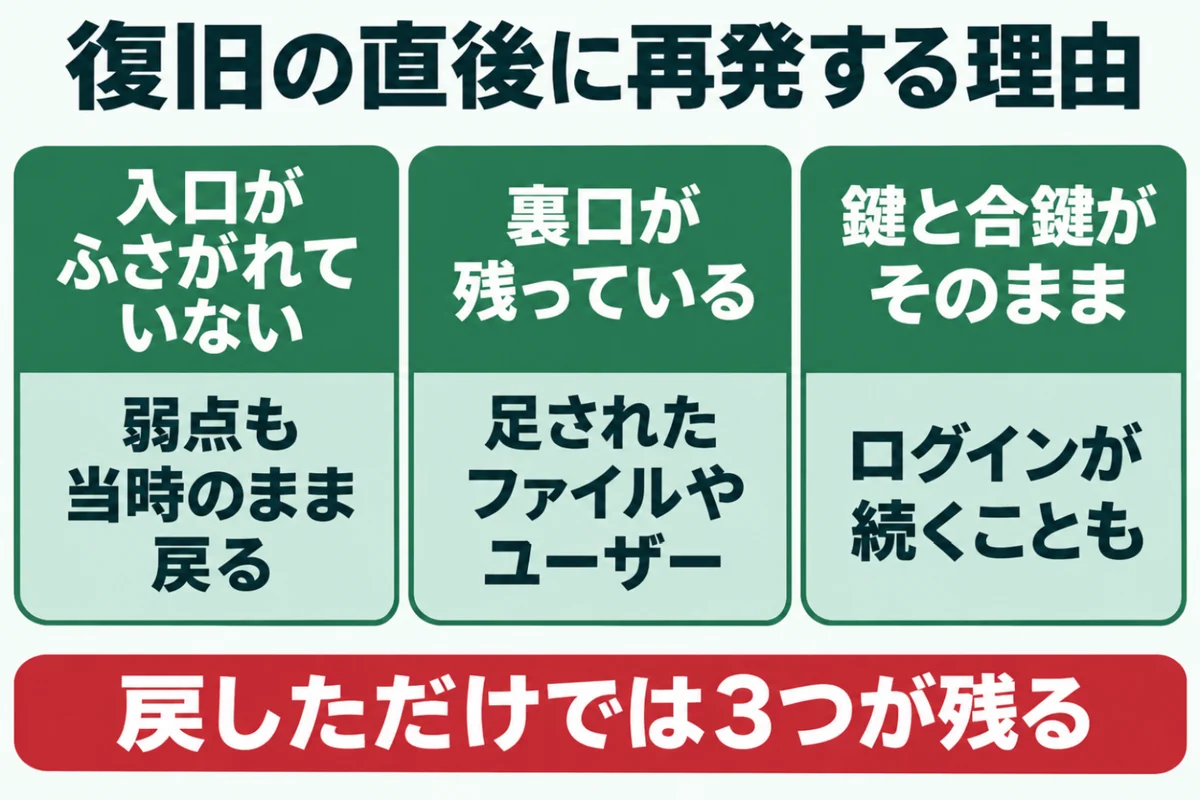 復旧の直後に再発する理由
入口が
ふさがれて
いない
弱点も
当時のまま
戻る
裏口が
残っている
足された
ファイルや
ユーザー
鍵と合鍵が
そのまま
ログインが
続くことも
戻しただけでは3つが残る